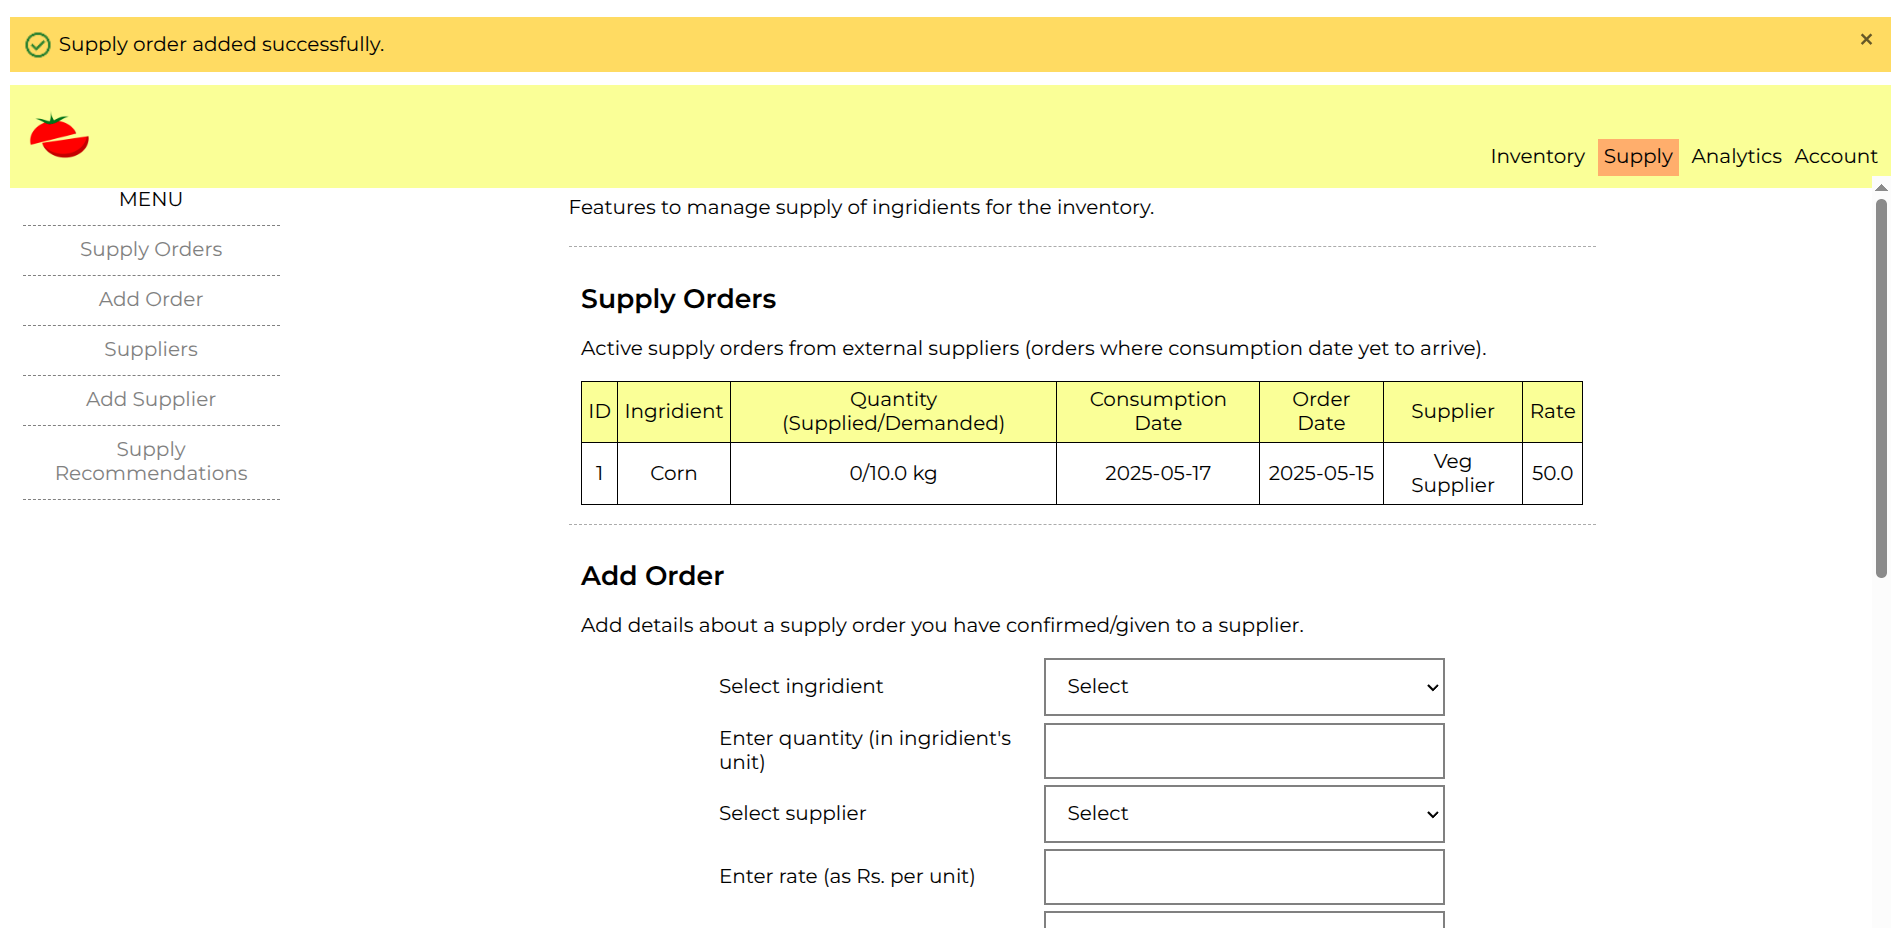 Supply order added successfully.
×
Inventory Supply Analytics Account
MENU
Supply Orders
Add Order
Suppliers
Add Supplier
Supply
Recommendations
Features to manage supply of ingridients for the inventory.
Supply Orders
Active supply orders from external suppliers (orders where consumption date yet to arrive).
ID Ingridient Quantity (Supplied/Demanded) Consumption Date Order Date Supplier Rate
1 Corn 0/10.0 kg 2025-05-17 2025-05-15 Veg Supplier 50.0
Add Order
Add details about a supply order you have confirmed/given to a supplier.
Select ingridient Select
Enter quantity (in ingridient's
unit)
Select supplier Select
Enter rate (as Rs. per unit)